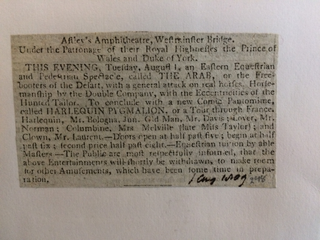 Astley's Amphitheatre, Westminster Bridge.
Under the Patronage of their Royal Highnesses the Prince of
Wales and Duke of York.
THIS EVENING, Tuesday, August 1, an Eastern Equestrian
and Pedestrian Spectacle, called THE ARAB, or the Free-
booters of the Desart, with a general attack on real horses. Horse-
manship by the Double Company, with the Eccentricities of the
Hunted Tailor. To conclude with a new Comic Pantomime,
called HARLEQUIN PYGMALION, or a Tour through France.
Harlequin, Mr. Bologna, Jun. Old Man, Mr. Davis; Lover, Mr.
Norman; Columbine, Mrs. Melville (late Miss Taylor); and
Clown, Mr. Laurent.—Doors open at half past five; begin at half
past six; second price half past eight.—Equestrian tuition by able
Masters.—The Public are most respectfully informed, that the
above Entertainments will shortly be withdrawn, to make room
for other Amusements, which have been some time in prepa-
ration.
1 Aug